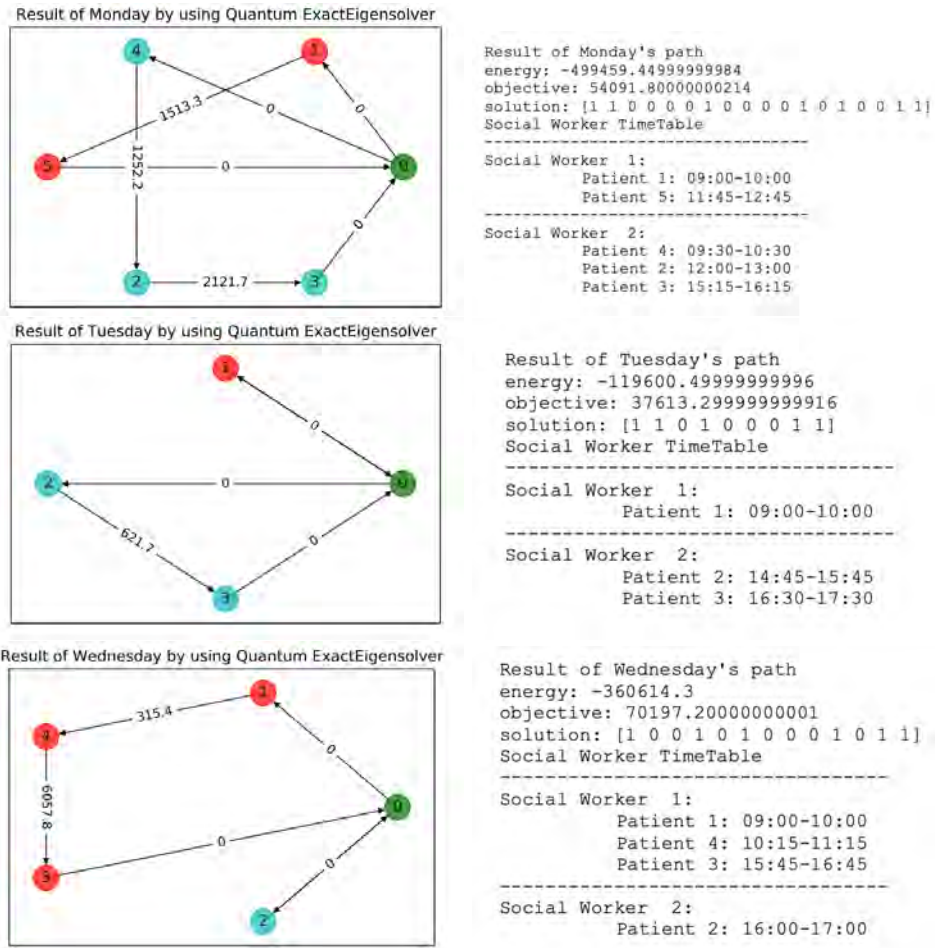 Result of Monday by using Quantum ExactEigensolver
4
1
1513.3
0
0
5
1252.2
0
0
0
2
2121.7
3
Result of Monday's path
energy: -499459.44999999984
objective: 54091.80000000214
solution: [1 1 0 0 0 0 1 0 0 0 0 1 0 1 0 0 1 1]
Social Worker TimeTable
Social Worker 1:
Patient 1: 09:00-10:00
Patient 5: 11:45-12:45
Social Worker 2:
Patient 4: 09:30-10:30
Patient 2: 12:00-13:00
Patient 3: 15:15-16:15
Result of Tuesday by using Quantum ExactEigensolver
1
0
2
0
0
621.7
0
3
Result of Tuesday's path
energy: -119600.49999999996
objective: 37613.299999999916
solution: [1 1 0 1 0 0 0 1 1]
Social Worker TimeTable
Social Worker 1:
Patient 1: 09:00-10:00
Social Worker 2:
Patient 2: 14:45-15:45
Patient 3: 16:30-17:30
Result of Wednesday by using Quantum ExactEigensolver
1
315.4
4
0
6057.8
0
0
0
3
2
Result of Wednesday's path
energy: -360614.3
objective: 70197.20000000001
solution: [1 0 0 1 0 1 0 0 0 1 0 1 1]
Social Worker TimeTable
Social Worker 1:
Patient 1: 09:00-10:00
Patient 4: 10:15-11:15
Patient 3: 15:45-16:45
Social Worker 2:
Patient 2: 16:00-17:00